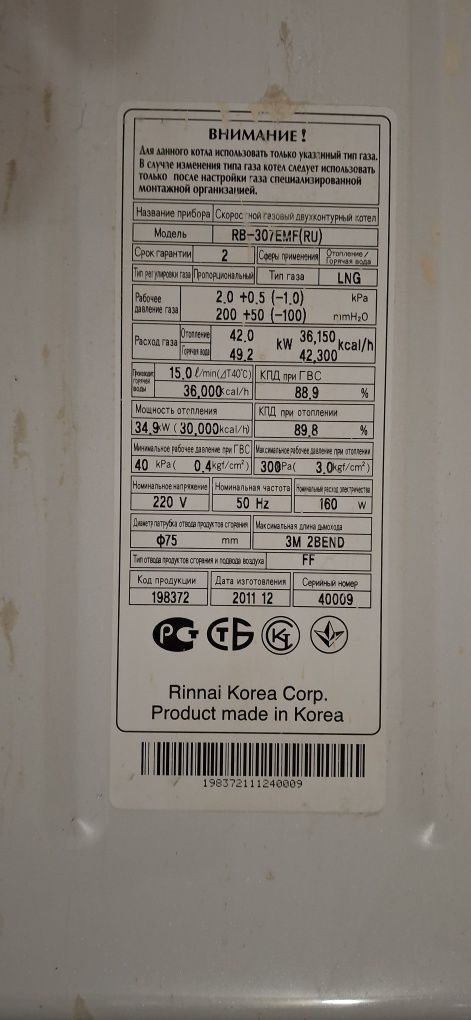 ВНИМАНИЕ !
Для данного котла использовать только указанный тип газа.
В случае изменения типа газа котел следует использовать
только после настройки газа специализированной
монтажной организацией.
Название прибора Скоростной газовый двухконтурный котел
Модель RB-307EMF(RU)
Срок гарантии 2 Сферы применения Отопление / Горячая вода
Тип регулировки газа Пропорциональный Тип газа LNG
Рабочее давление газа 2.0 +0.5 (-1.0) kPa
200 +50 (-100) mmH₂O
Расход газа Отопление 42.0 kW 36,150 kcal/h
Горячая вода 49.2 42,300
Производит. горячей воды 15.0 ℓ/min(⊿T40℃) КПД при ГВС
36,000 kcal/h 88.9 %
Мощность отопления КПД при отоплении
34.9 kW ( 30,000 kcal/h) 89.8 %
Минимальное рабочее давление при ГВС Максимальное рабочее давление при отоплении
40 kPa ( 0.4 kgf/cm²) 300 Pa ( 3.0 kgf/cm²)
Номинальное напряжение Номинальная частота Номинальный расход электричества
220 V 50 Hz 160 W
Диаметр патрубка отвода продуктов сгорания Максимальная длина дымохода
Ф75 mm 3M 2BEND
Тип отвода продуктов сгорания и подвода воздуха FF
Код продукции Дата изготовления Серийный номер
198372 2011 12 40009
РСТ СТБ
Rinnai Korea Corp.
Product made in Korea
198372111240009